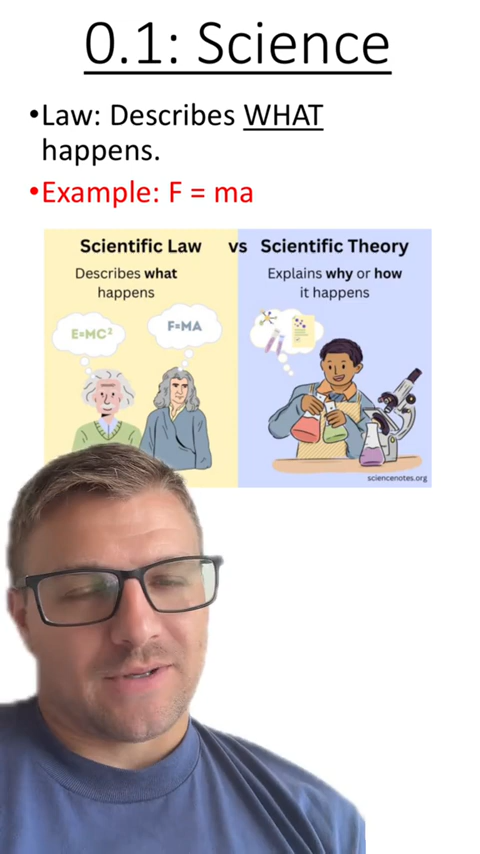 0.1: Science
•Law: Describes WHAT
happens.
•Example: F = ma
Scientific Law vs Scientific Theory
Describes what
happens
Explains why or how
it happens
E=MC²
F=MA
sciencenotes.org